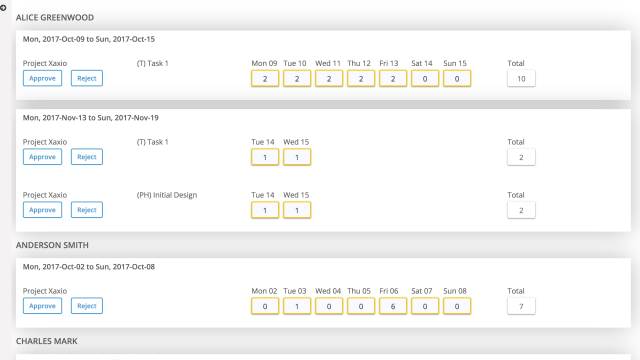 ALICE GREENWOOD
Mon, 2017-Oct-09 to Sun, 2017-Oct-15
Project Xaxio (T) Task 1 Mon 09 Tue 10 Wed 11 Thu 12 Fri 13 Sat 14 Sun 15 Total
Approve Reject 2 2 2 2 2 0 0 10
Mon, 2017-Nov-13 to Sun, 2017-Nov-19
Project Xaxio (T) Task 1 Tue 14 Wed 15 Total
Approve Reject 1 1 2
Project Xaxio (PH) Initial Design Tue 14 Wed 15 Total
Approve Reject 1 1 2
ANDERSON SMITH
Mon, 2017-Oct-02 to Sun, 2017-Oct-08
Project Xaxio Mon 02 Tue 03 Wed 04 Thu 05 Fri 06 Sat 07 Sun 08 Total
Approve Reject 0 1 0 0 6 0 0 7
CHARLES MARK